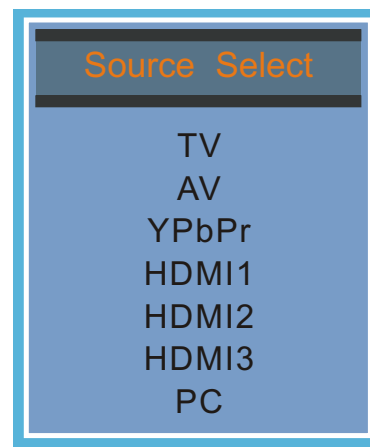 Source Select
TV
AV
YPbPr
HDMI1
HDMI2
HDMI3
PC